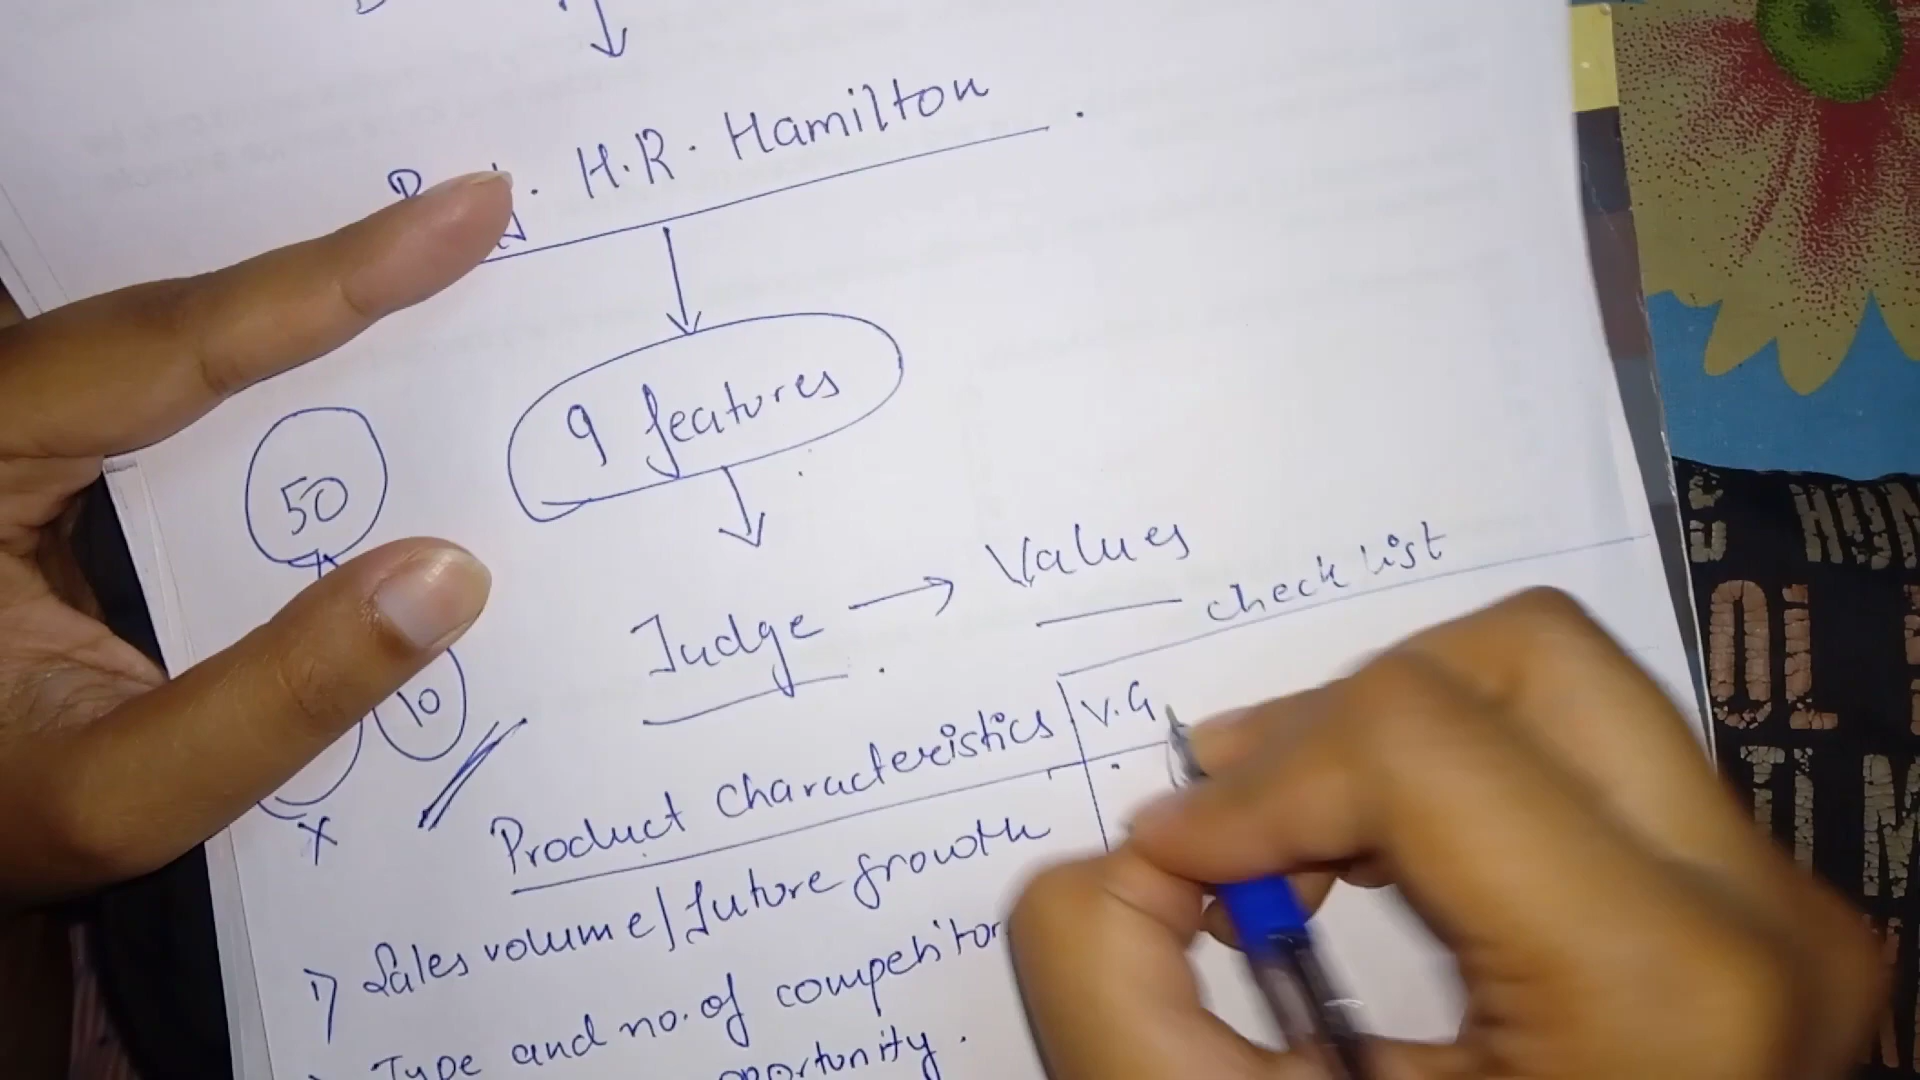 H.R. Hamilton
9 features
50
Judge → Values
check list
10
Product Characteristics V.G
X
1) Sales volume/future growth
Type and no. of competitor
opportunity.